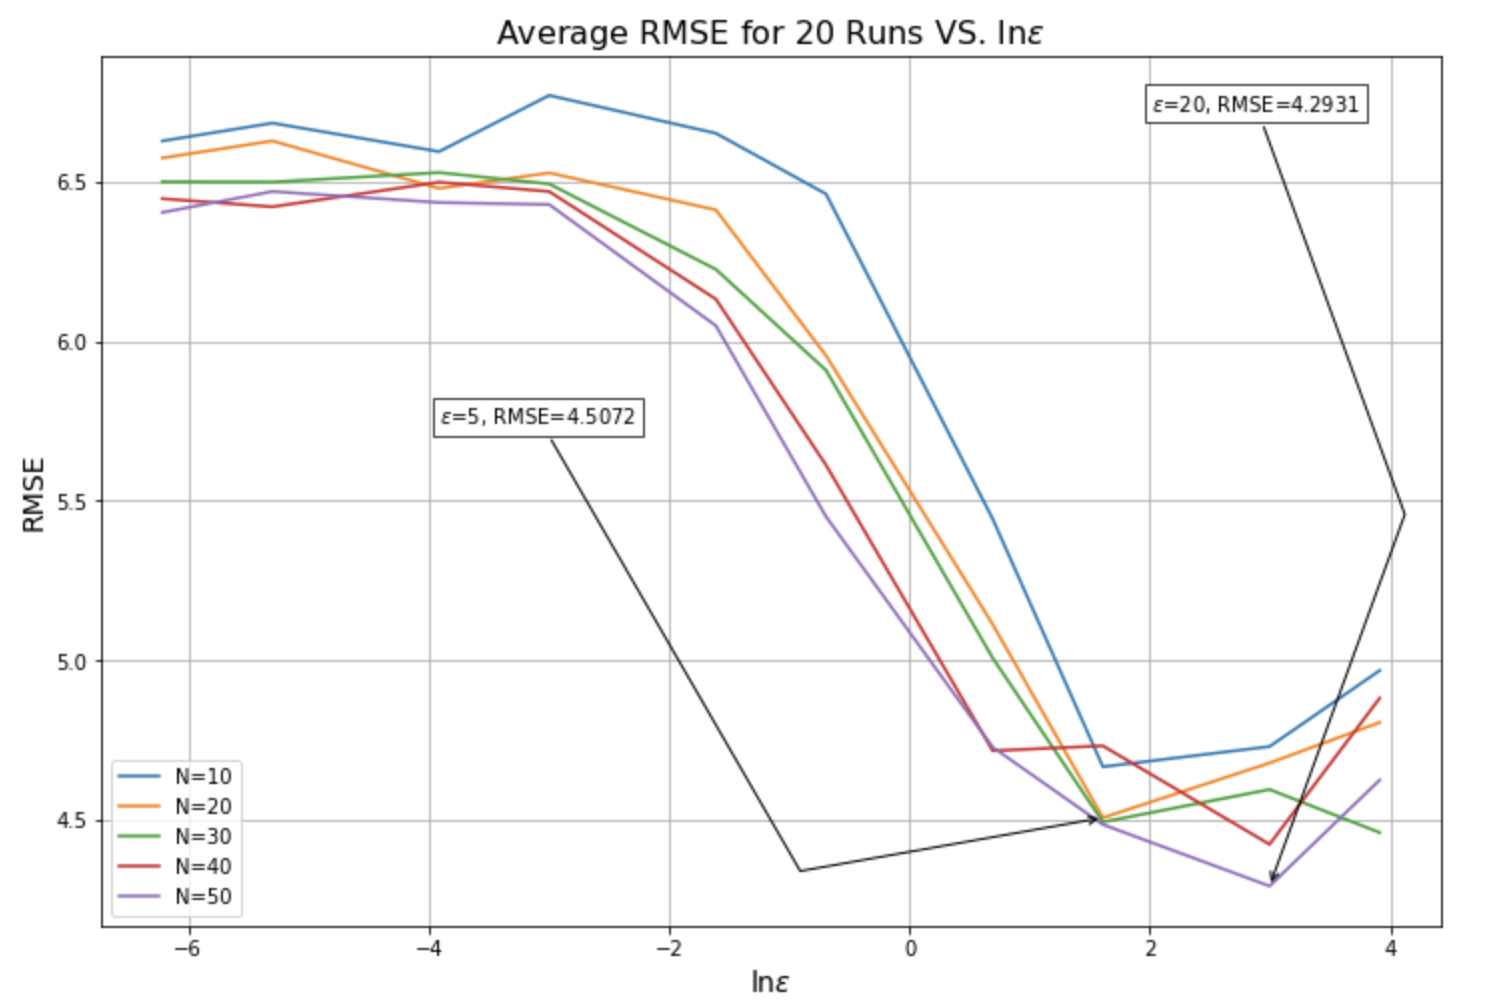 Average RMSE for 20 Runs VS. lnε
ε=20, RMSE=4.2931
ε=5, RMSE=4.5072
RMSE
6.5
6.0
5.5
5.0
4.5
N=10
N=20
N=30
N=40
N=50
−6 −4 −2 0 2 4
lnε